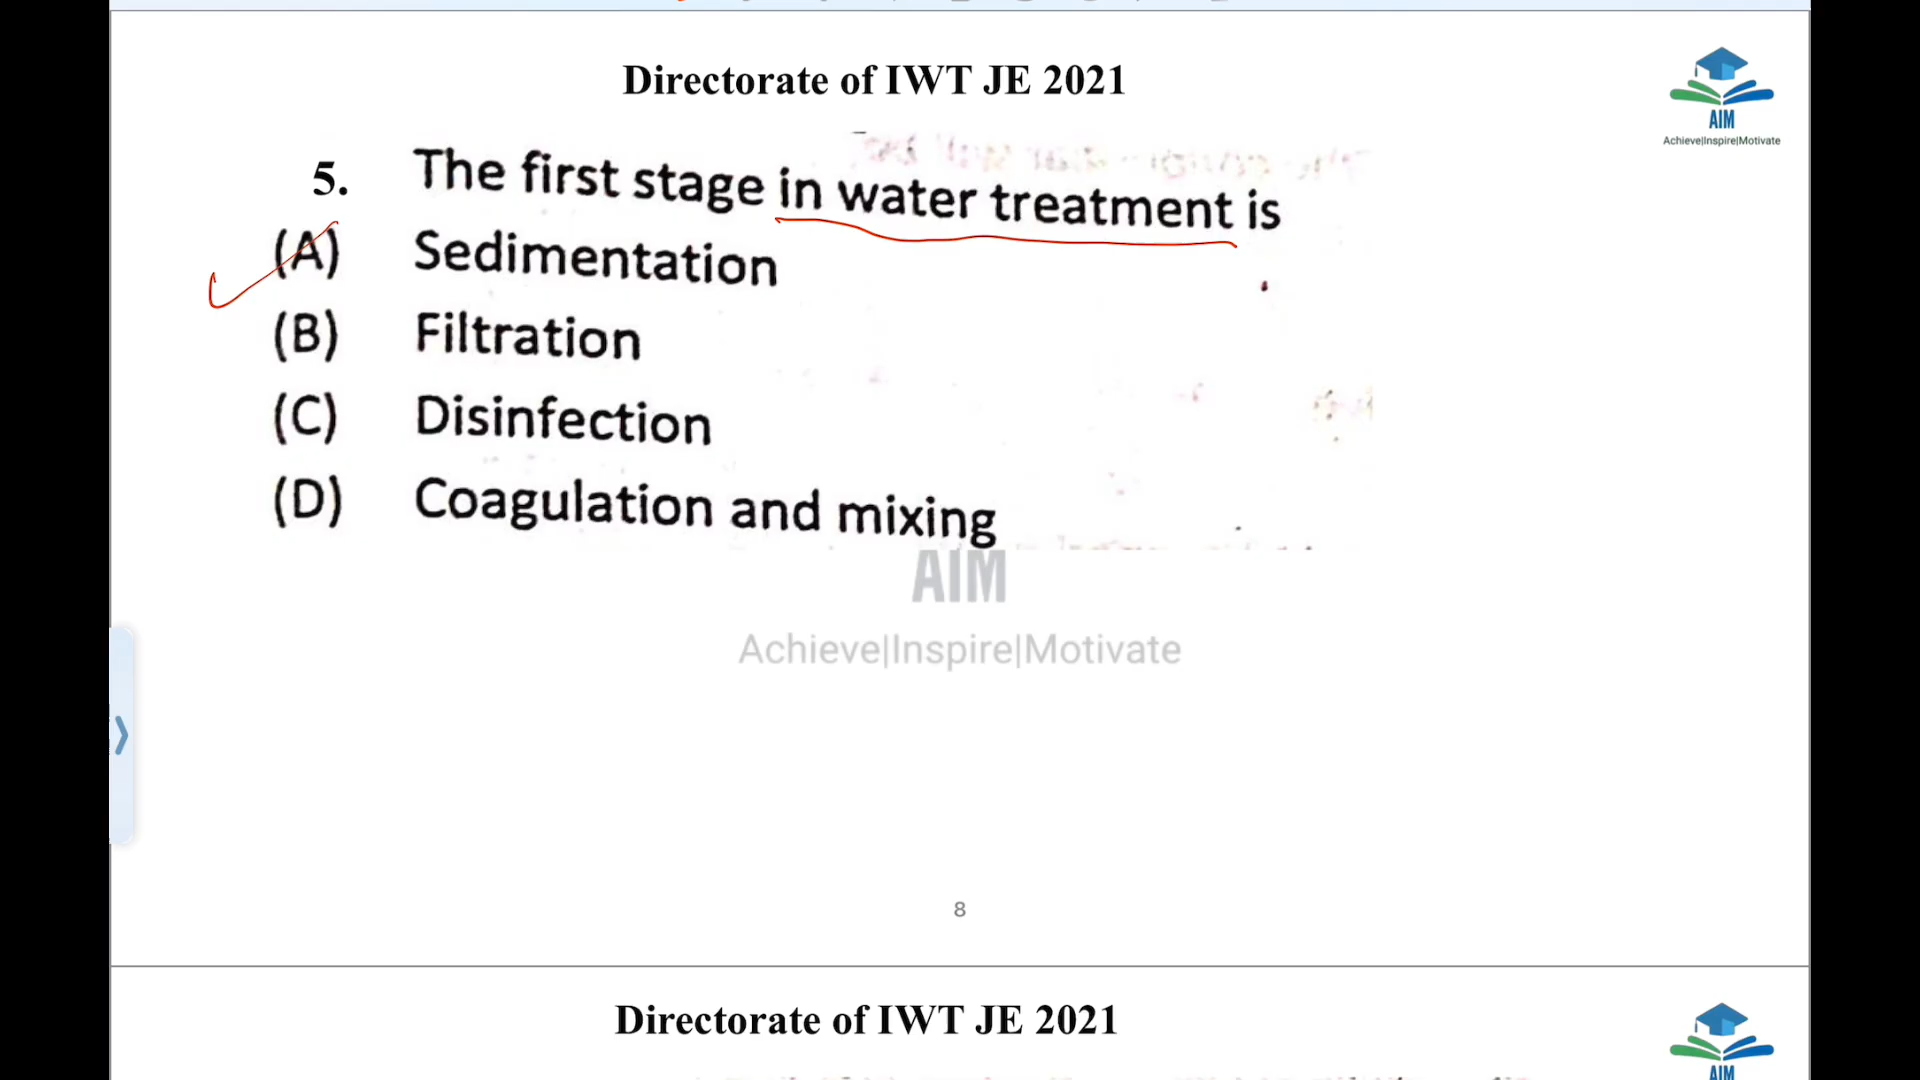 Directorate of IWT JE 2021
AIM
Achieve|Inspire|Motivate
5. The first stage in water treatment is
(A) Sedimentation
(B) Filtration
(C) Disinfection
(D) Coagulation and mixing
AIM
Achieve|Inspire|Motivate
8
Directorate of IWT JE 2021
AIM